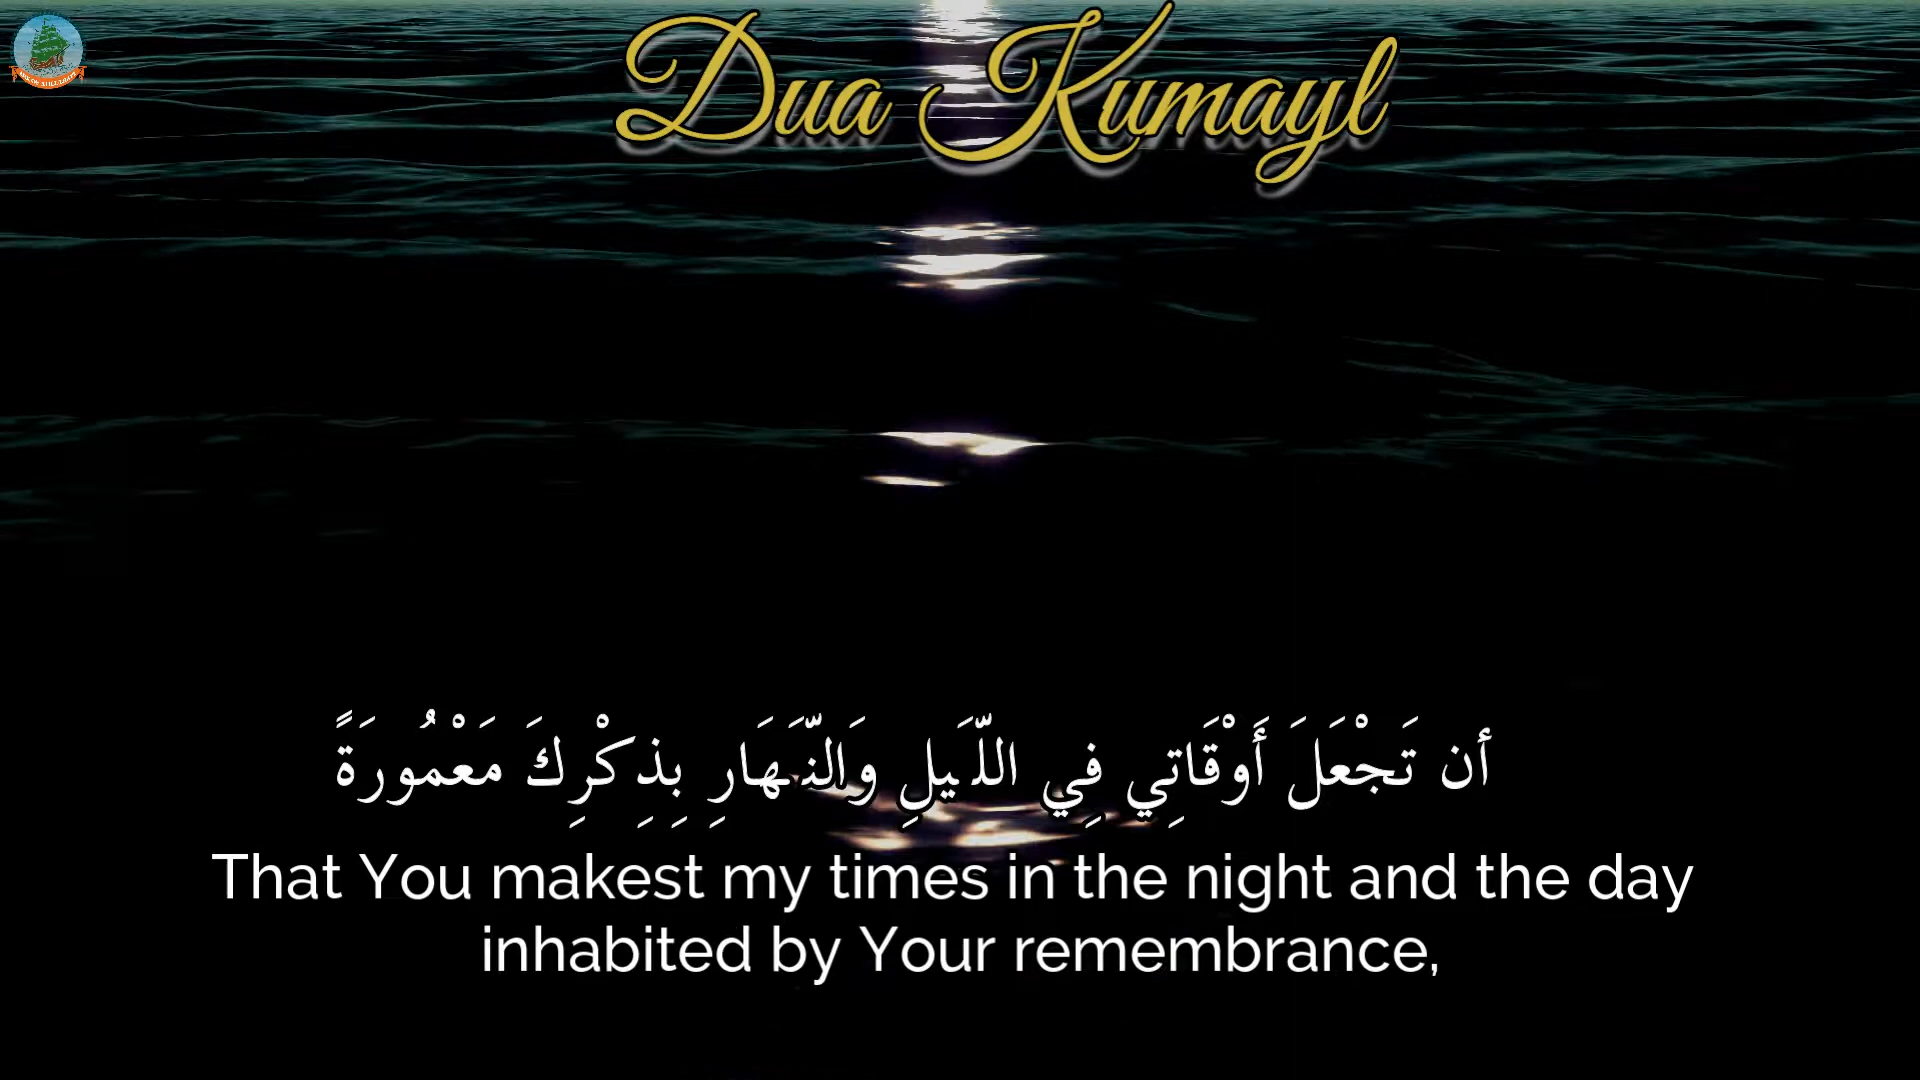 Dua Kumayl
أن تَجْعَلَ أَوْقَاتِي فِي اللَّيلِ وَالنَّهَارِ بِذِكْرِكَ مَعْمُورَةً
That You makest my times in the night and the day
inhabited by Your remembrance,